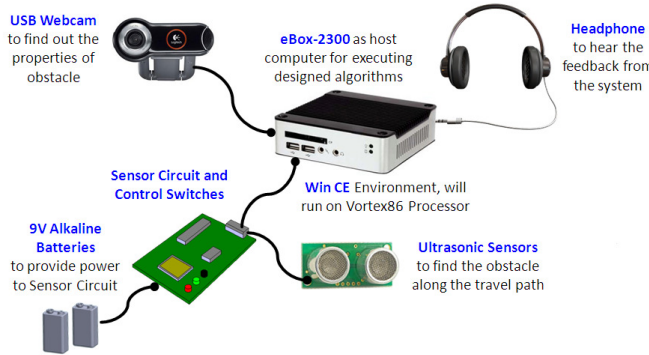 USB Webcam
to find out the
properties of
obstacle
eBox-2300 as host
computer for executing
designed algorithms
Headphone
to hear the
feedback from
the system
Sensor Circuit and
Control Switches
Win CE Environment, will
run on Vortex86 Processor
9V Alkaline
Batteries
to provide power
to Sensor Circuit
Ultrasonic Sensors
to find the obstacle
along the travel path